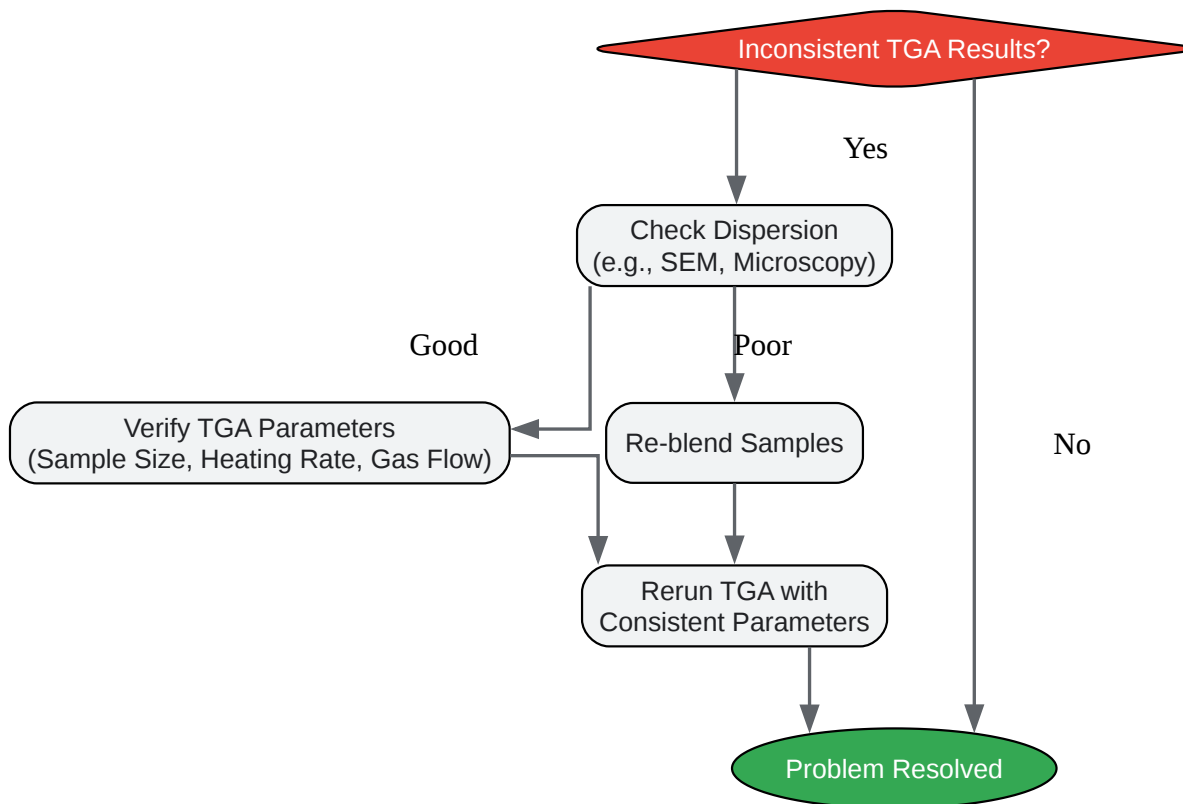 Inconsistent TGA Results?
Yes
Check Dispersion
(e.g., SEM, Microscopy)
Good
Poor
Verify TGA Parameters
(Sample Size, Heating Rate, Gas Flow)
Re-blend Samples
No
Rerun TGA with
Consistent Parameters
Problem Resolved